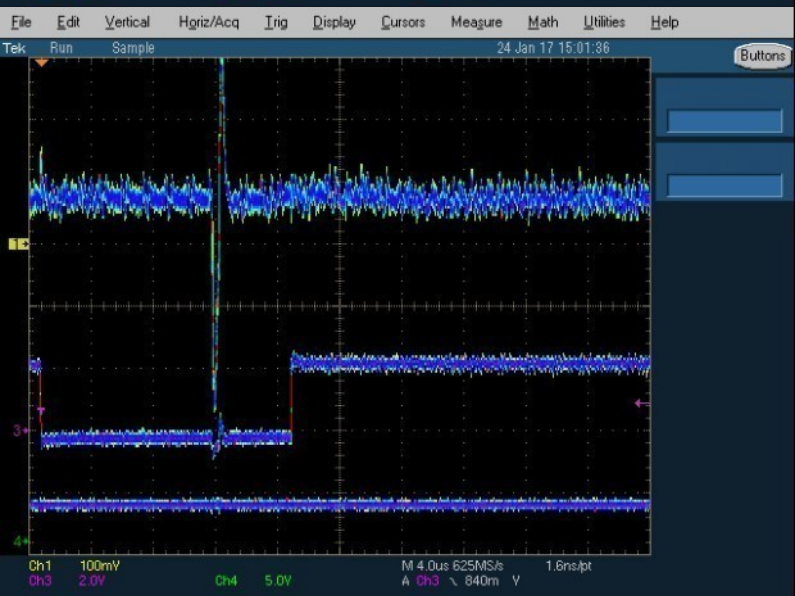 File Edit Vertical Horiz/Acq Trig Display Cursors Measure Math Utilities Help
Tek Run Sample 24 Jan 17 15:01:36
Buttons
1
3
4
Ch1 100mV M 4.0us 625MS/s 1.6ns/pt
Ch3 2.0V Ch4 5.0V A Ch3 \ 840m V